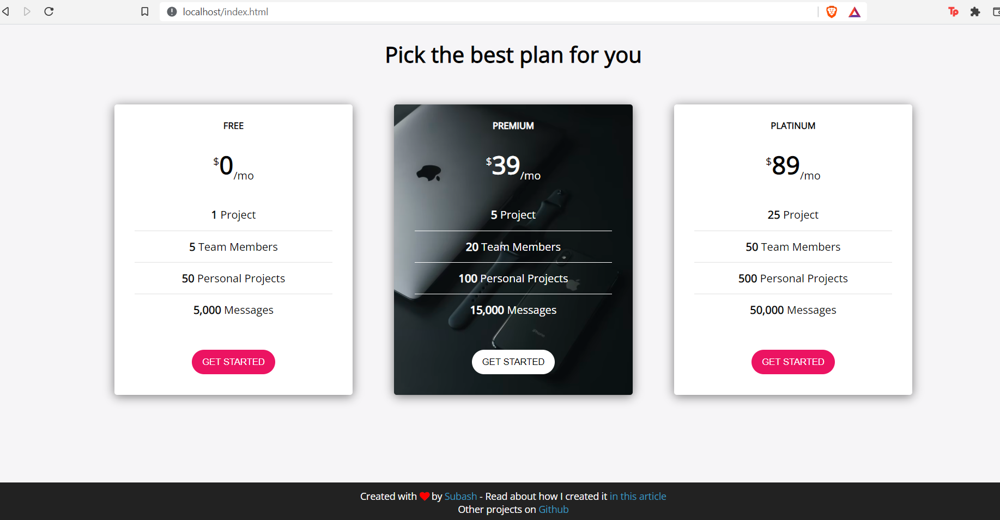 localhost/index.html
Tp
Pick the best plan for you
FREE
$0/mo
1 Project
5 Team Members
50 Personal Projects
5,000 Messages
GET STARTED
PREMIUM
$39/mo
5 Project
20 Team Members
100 Personal Projects
15,000 Messages
iPhone
GET STARTED
PLATINUM
$89/mo
25 Project
50 Team Members
500 Personal Projects
50,000 Messages
GET STARTED
Created with ❤ by Subash - Read about how I created it in this article
Other projects on Github